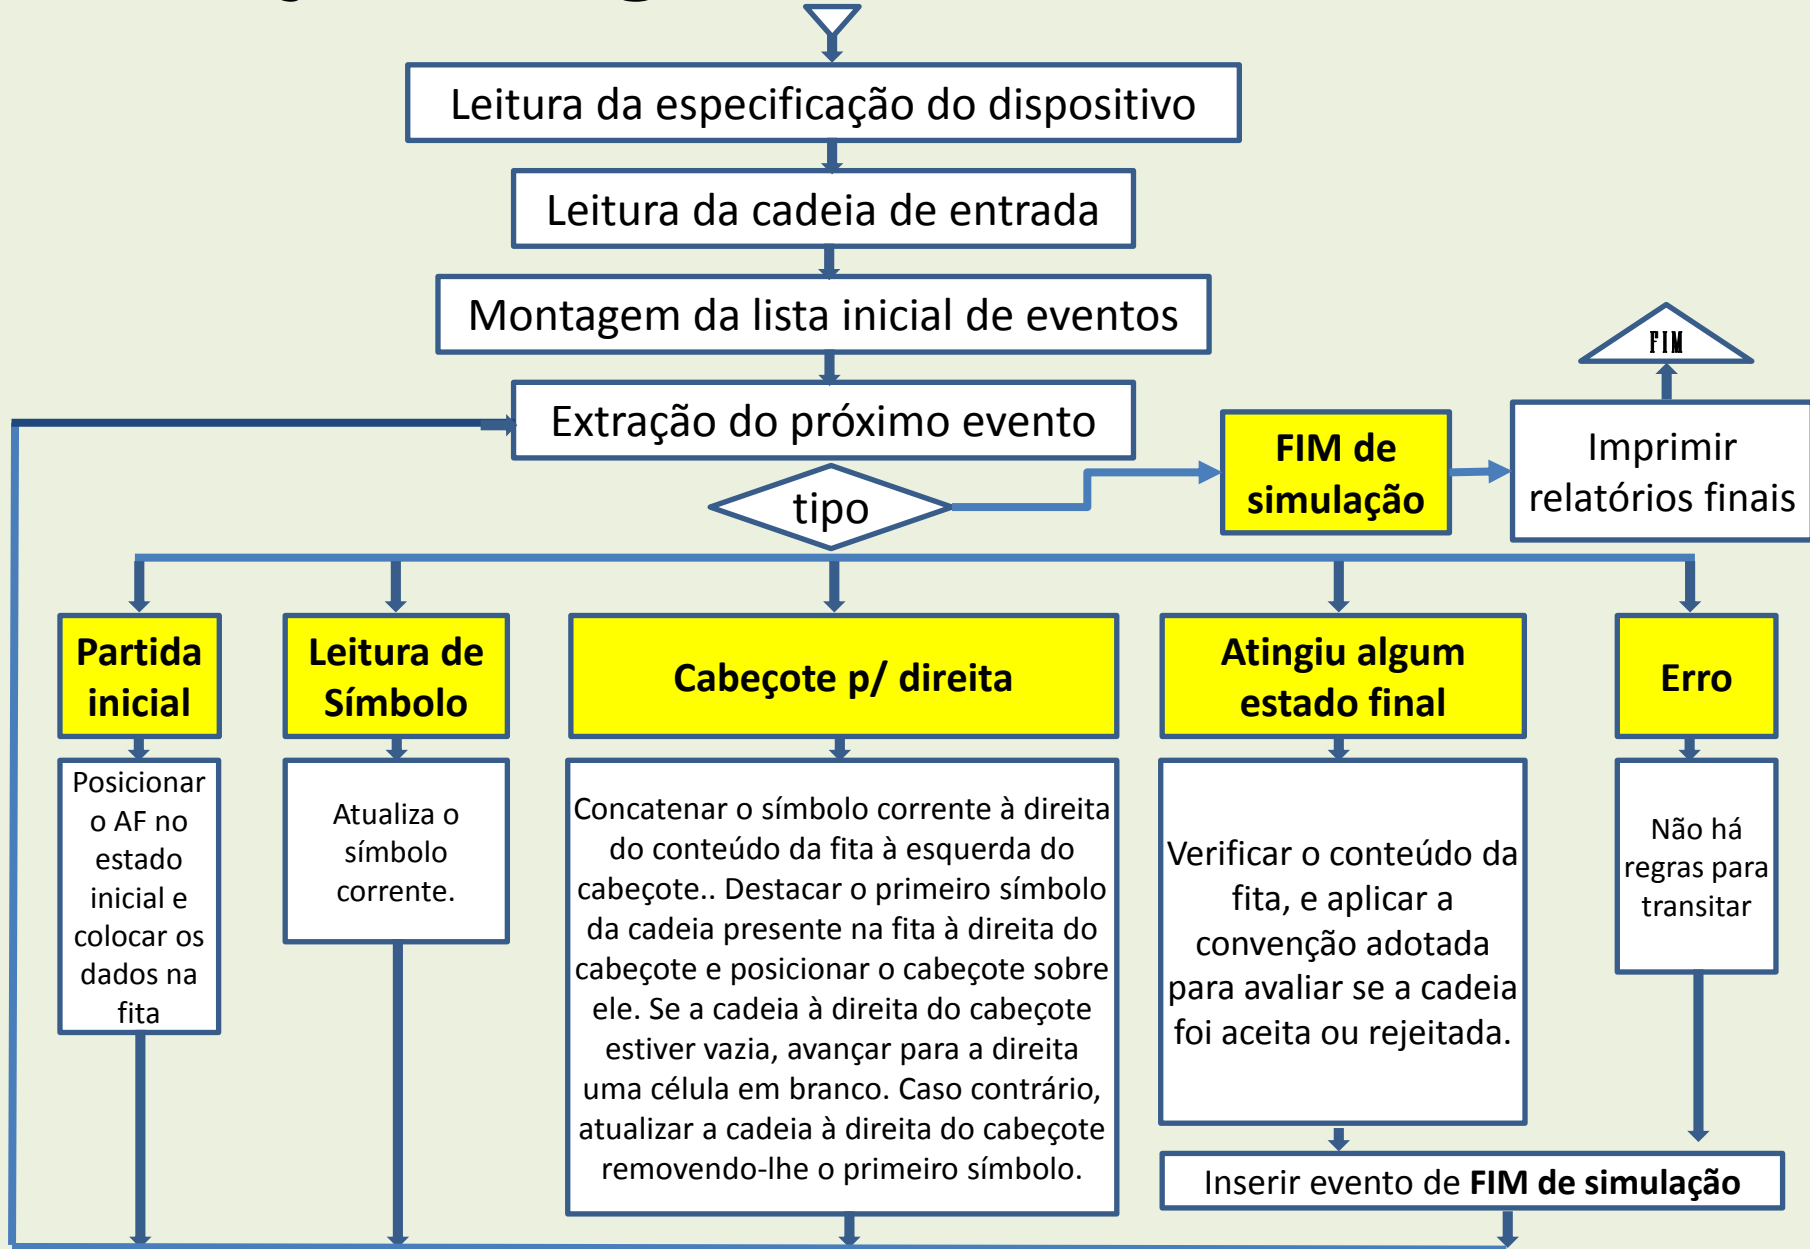 Leitura da especificação do dispositivo
Leitura da cadeia de entrada
Montagem da lista inicial de eventos
Extração do próximo evento
tipo
FIM de
simulação
Imprimir
relatórios finais
FIM
Partida
inicial
Leitura de
Símbolo
Cabeçote p/ direita
Atingiu algum
estado final
Erro
Posicionar
o AF no
estado
inicial e
colocar os
dados na
fita
Atualiza o
símbolo
corrente.
Concatenar o símbolo corrente à direita
do conteúdo da fita à esquerda do
cabeçote.. Destacar o primeiro símbolo
da cadeia presente na fita à direita do
cabeçote e posicionar o cabeçote sobre
ele. Se a cadeia à direita do cabeçote
estiver vazia, avançar para a direita
uma célula em branco. Caso contrário,
atualizar a cadeia à direita do cabeçote
removendo-lhe o primeiro símbolo.
Verificar o conteúdo da
fita, e aplicar a
convenção adotada
para avaliar se a cadeia
foi aceita ou rejeitada.
Não há
regras para
transitar
Inserir evento de FIM de simulação